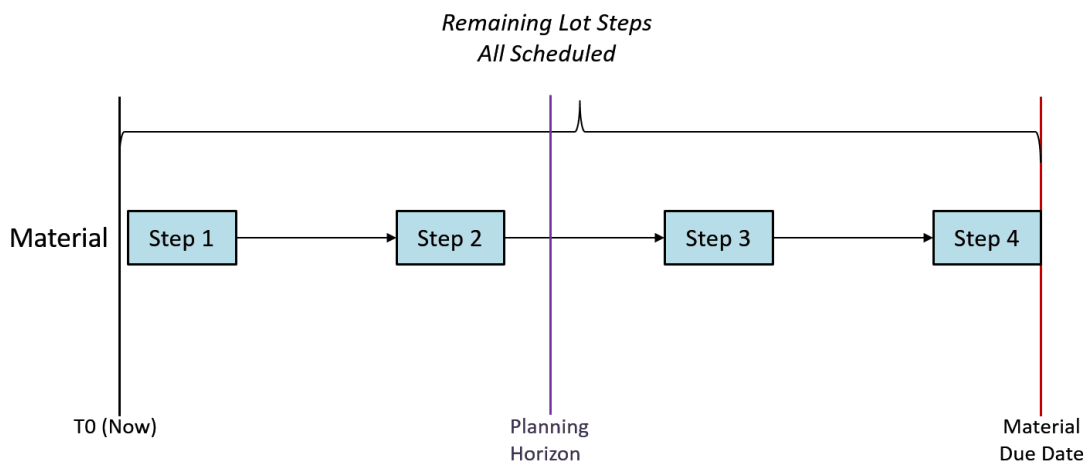 Remaining Lot Steps
All Scheduled
Material
Step 1
Step 2
Step 3
Step 4
T0 (Now)
Planning
Horizon
Material
Due Date